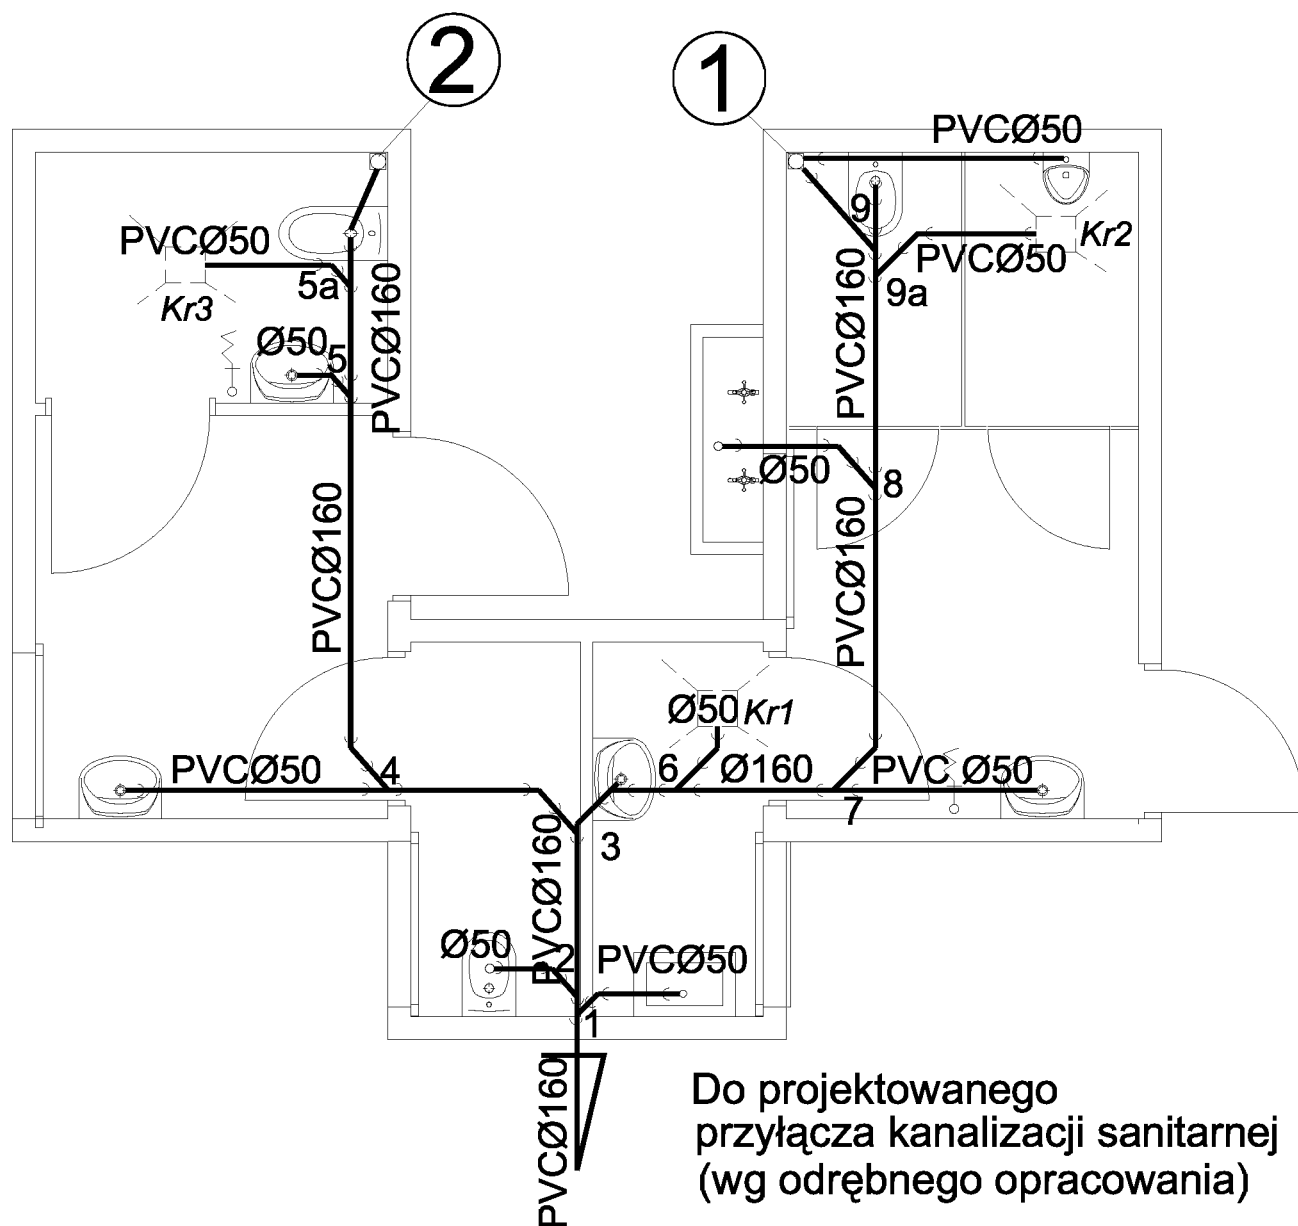 2
1
PVCØ50
9
Kr2
PVCØ50
PVCØ50
5a
9a
Kr3
PVCØ160
PVCØ160
Ø50
5
Ø50
8
PVCØ160
PVCØ160
Ø50
Kr1
PVCØ50
4
6
Ø160
PVC Ø50
7
3
PVCØ160
Ø50
2
PVCØ50
1
PVCØ160
Do projektowanego
przyłącza kanalizacji sanitarnej
(wg odrębnego opracowania)